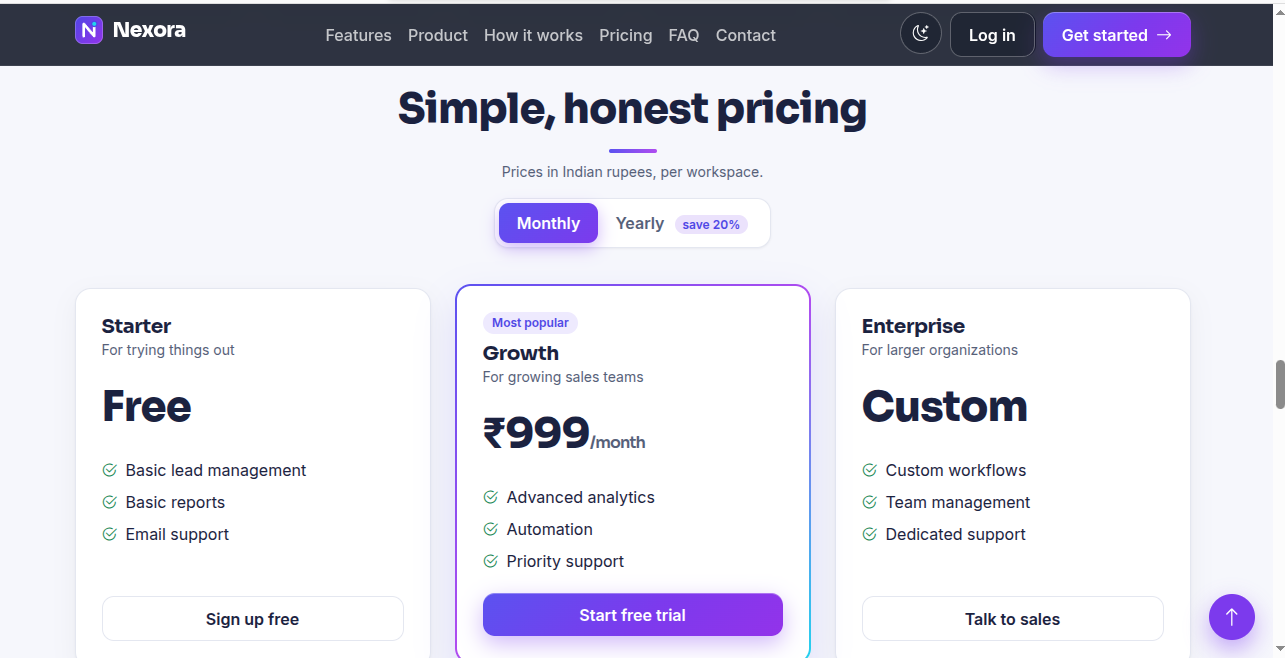 Nexora
Features Product How it works Pricing FAQ Contact
Log in
Get started →
Simple, honest pricing
Prices in Indian rupees, per workspace.
Monthly
Yearly save 20%
Starter
For trying things out
Free
Basic lead management
Basic reports
Email support
Sign up free
Most popular
Growth
For growing sales teams
₹999/month
Advanced analytics
Automation
Priority support
Start free trial
Enterprise
For larger organizations
Custom
Custom workflows
Team management
Dedicated support
Talk to sales